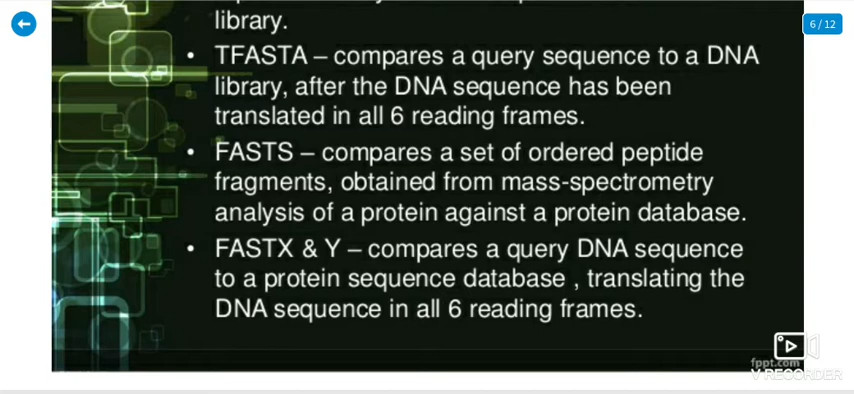 library.
6 / 12
• TFASTA – compares a query sequence to a DNA
library, after the DNA sequence has been
translated in all 6 reading frames.
• FASTS – compares a set of ordered peptide
fragments, obtained from mass-spectrometry
analysis of a protein against a protein database.
• FASTX & Y – compares a query DNA sequence
to a protein sequence database , translating the
DNA sequence in all 6 reading frames.
fppt.com
V RECORDER